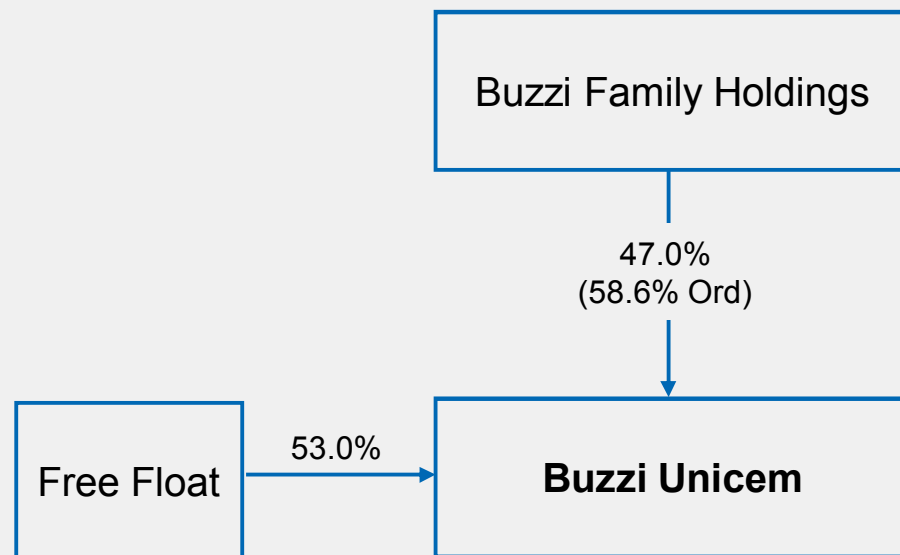 Buzzi Family Holdings
47.0%
(58.6% Ord)
53.0%
Free Float
Buzzi Unicem